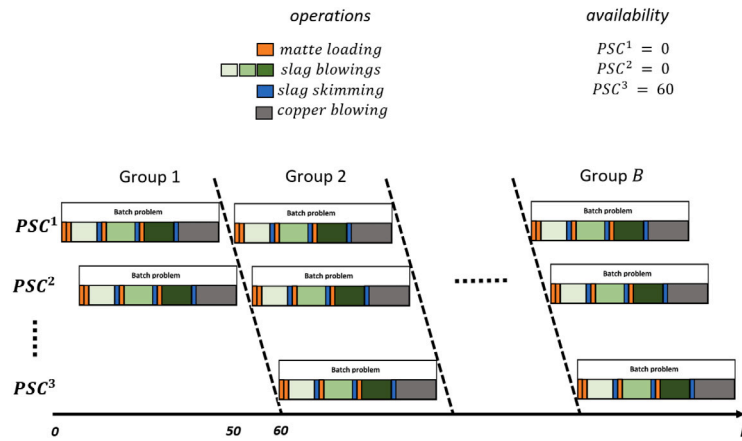 operations
availability
matte loading
slag blowings
slag skimming
copper blowing
PSC¹ = 0
PSC² = 0
PSC³ = 60
Group 1
Group 2
Group B
PSC¹
Batch problem
Batch problem
Batch problem
PSC²
Batch problem
Batch problem
Batch problem
PSC³
Batch problem
Batch problem
0
50
60